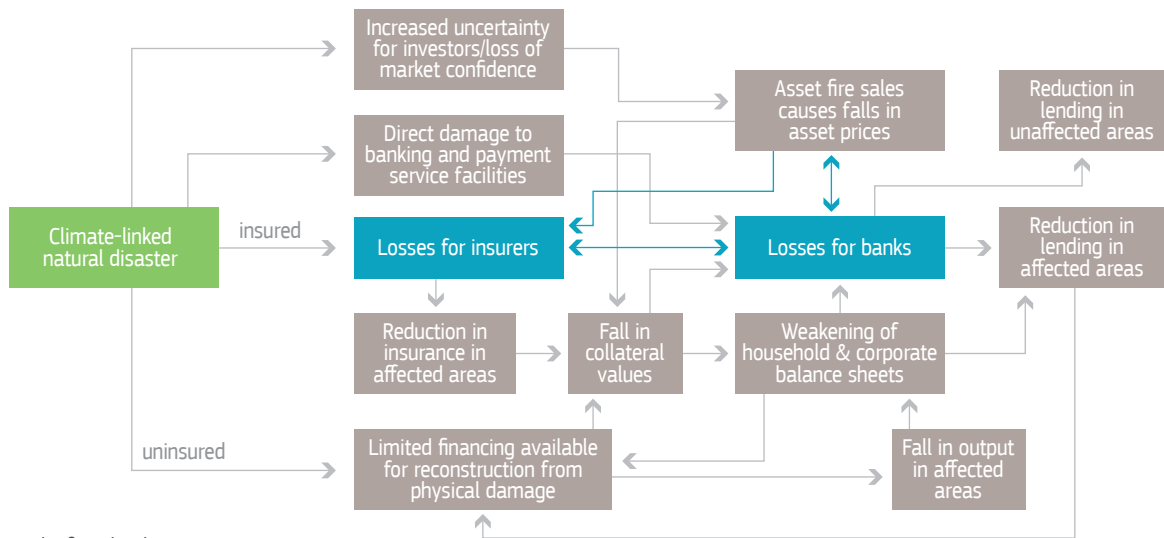 Increased uncertainty
for investors/loss of
market confidence
Asset fire sales
causes falls in
asset prices
Reduction in
lending in
unaffected areas
Direct damage to
banking and payment
service facilities
Climate-linked
natural disaster
insured
Losses for insurers
Losses for banks
Reduction in
lending in
affected areas
Reduction in
insurance in
affected areas
Fall in
collateral
values
Weakening of
household & corporate
balance sheets
uninsured
Limited financing available
for reconstruction from
physical damage
Fall in output
in affected
areas